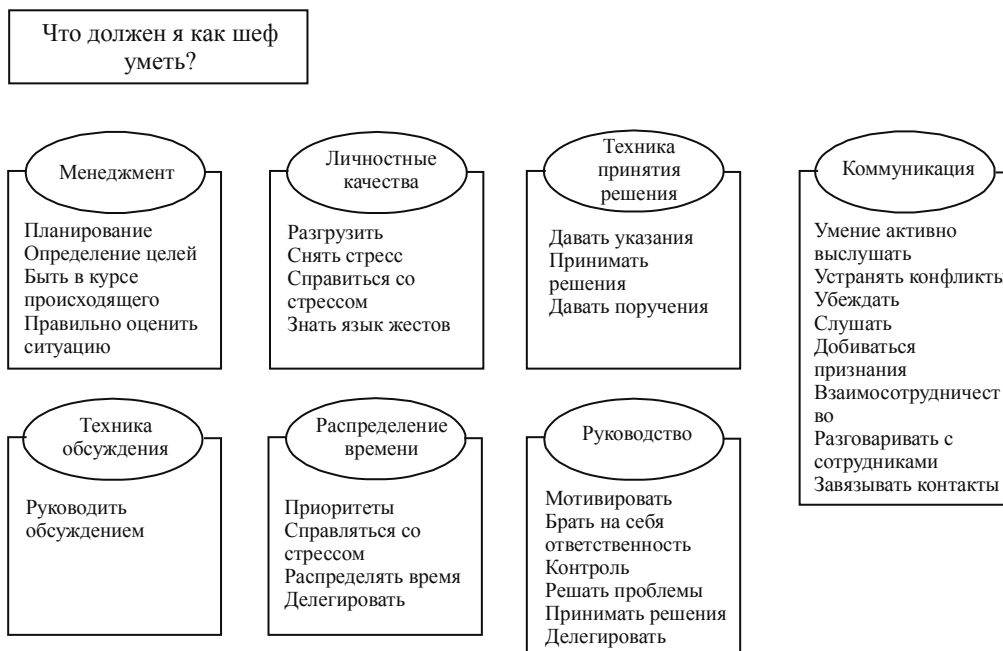 Что должен я как шеф
уметь?
Менеджмент
Планирование
Определение целей
Быть в курсе
происходящего
Правильно оценить
ситуацию
Личностные
качества
Разгрузить
Снять стресс
Справиться со
стрессом
Знать язык жестов
Техника
принятия
решения
Давать указания
Принимать
решения
Давать поручения
Коммуникация
Умение активно
выслушать
Устранять конфликты
Убеждать
Слушать
Добиваться
признания
Взаимосотрудничест
во
Разговаривать с
сотрудниками
Завязывать контакты
Техника
обсуждения
Руководить
обсуждением
Распределение
времени
Приоритеты
Справляться со
стрессом
Распределять время
Делегировать
Руководство
Мотивировать
Брать на себя
ответственность
Контроль
Решать проблемы
Принимать решения
Делегировать